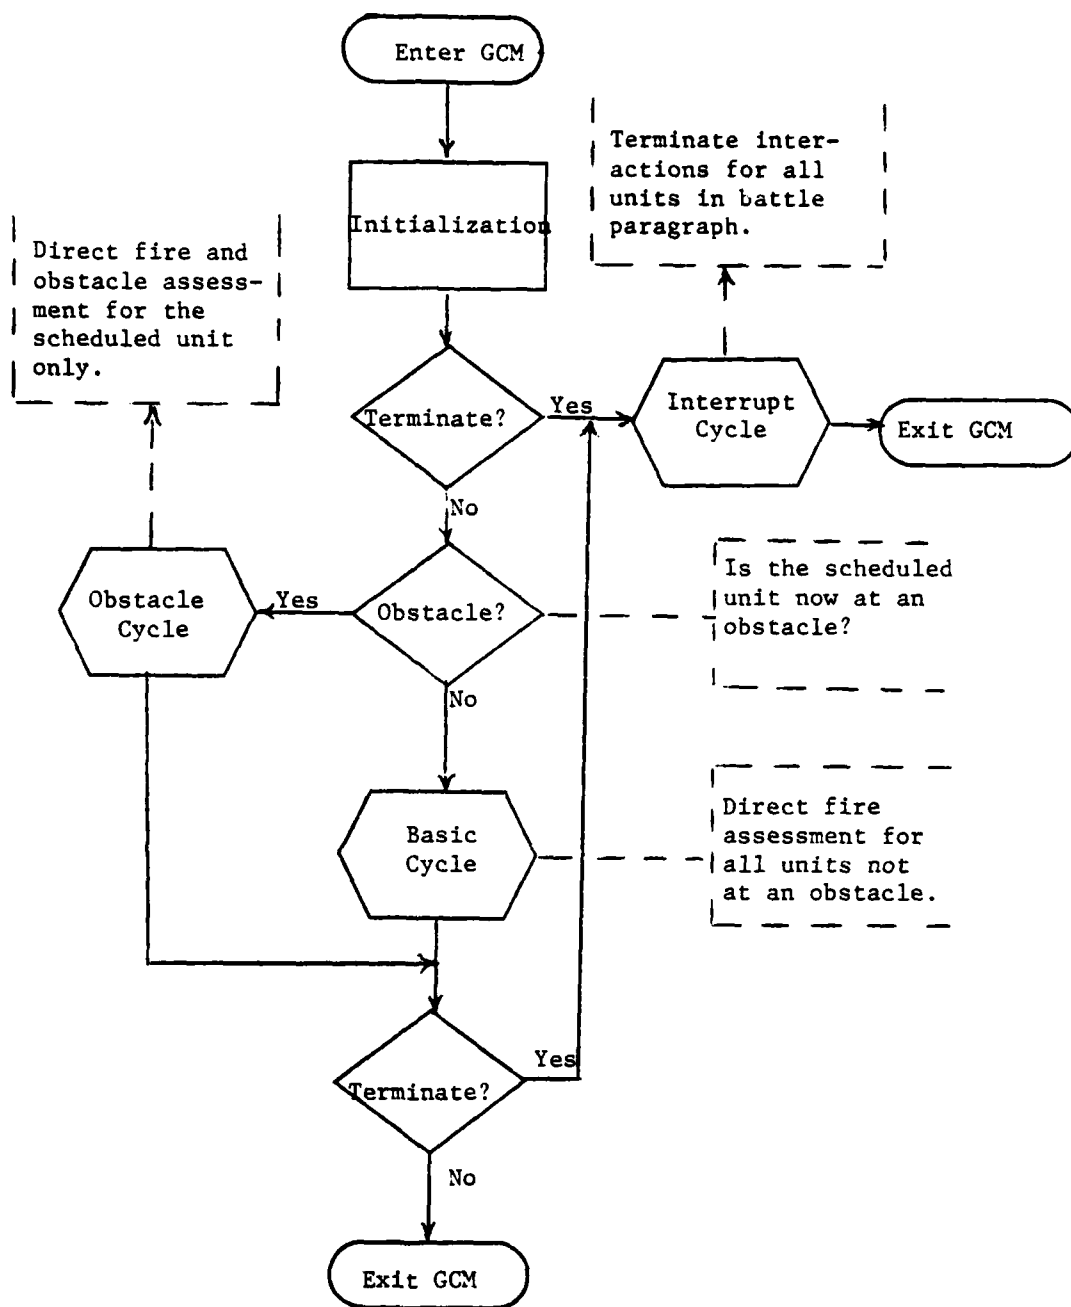 Enter GCM
Terminate inter-
actions for all
units in battle
paragraph.
Initialization
Direct fire and
obstacle assess-
ment for the
scheduled unit
only.
Terminate?
Yes
Interrupt
Cycle
Exit GCM
No
Obstacle
Cycle
Yes
Obstacle?
Is the scheduled
unit now at an
obstacle?
No
Basic
Cycle
Direct fire
assessment for
all units not
at an obstacle.
Terminate?
Yes
No
Exit GCM